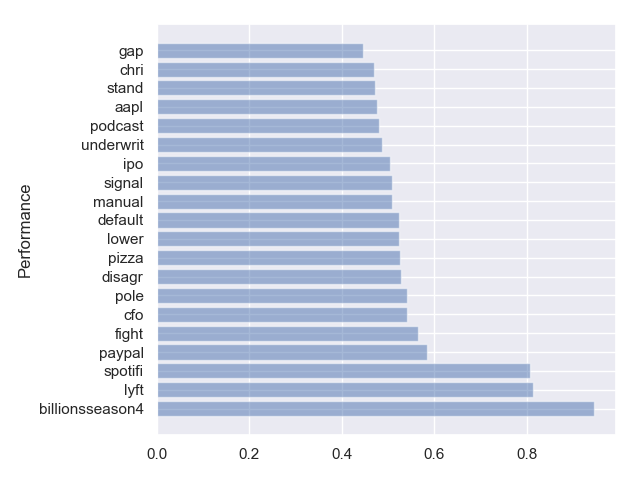 Performance
gap
chri
stand
aapl
podcast
underwrit
ipo
signal
manual
default
lower
pizza
disagr
pole
cfo
fight
paypal
spotifi
lyft
billionsseason4
0.0 0.2 0.4 0.6 0.8